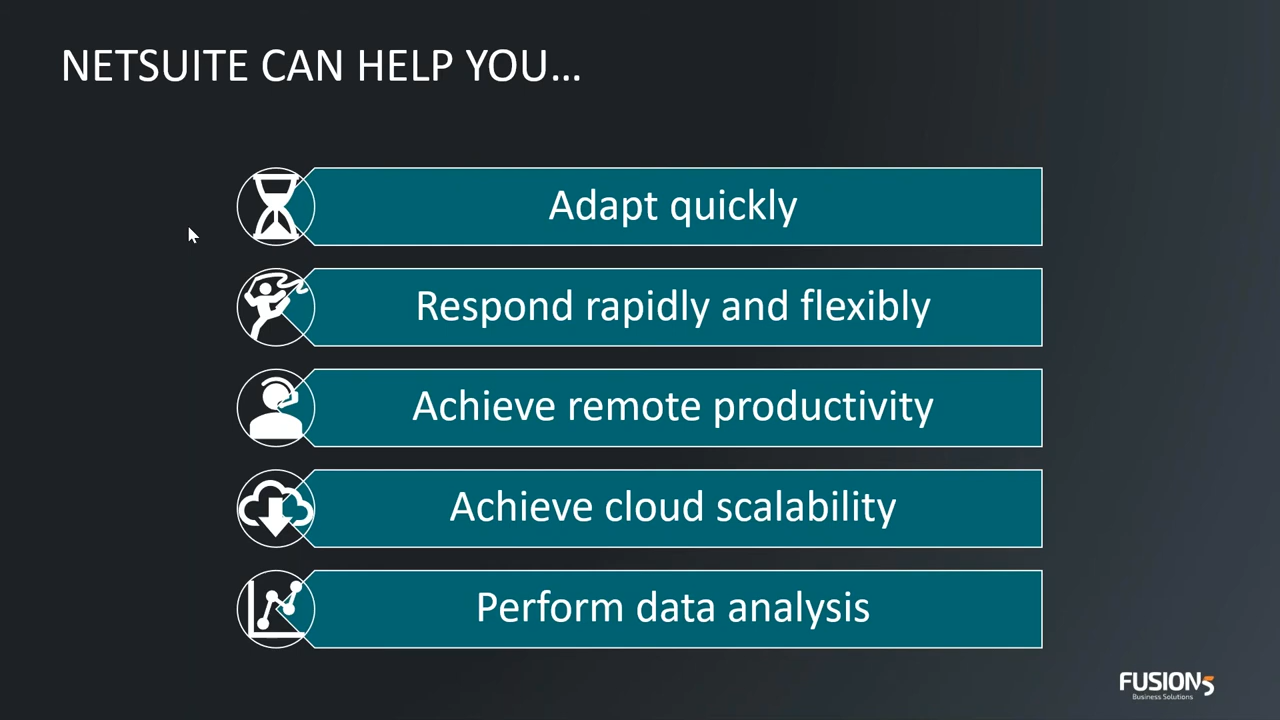 NETSUITE CAN HELP YOU...
Adapt quickly
Respond rapidly and flexibly
Achieve remote productivity
Achieve cloud scalability
Perform data analysis
FUSION5
Business Solutions